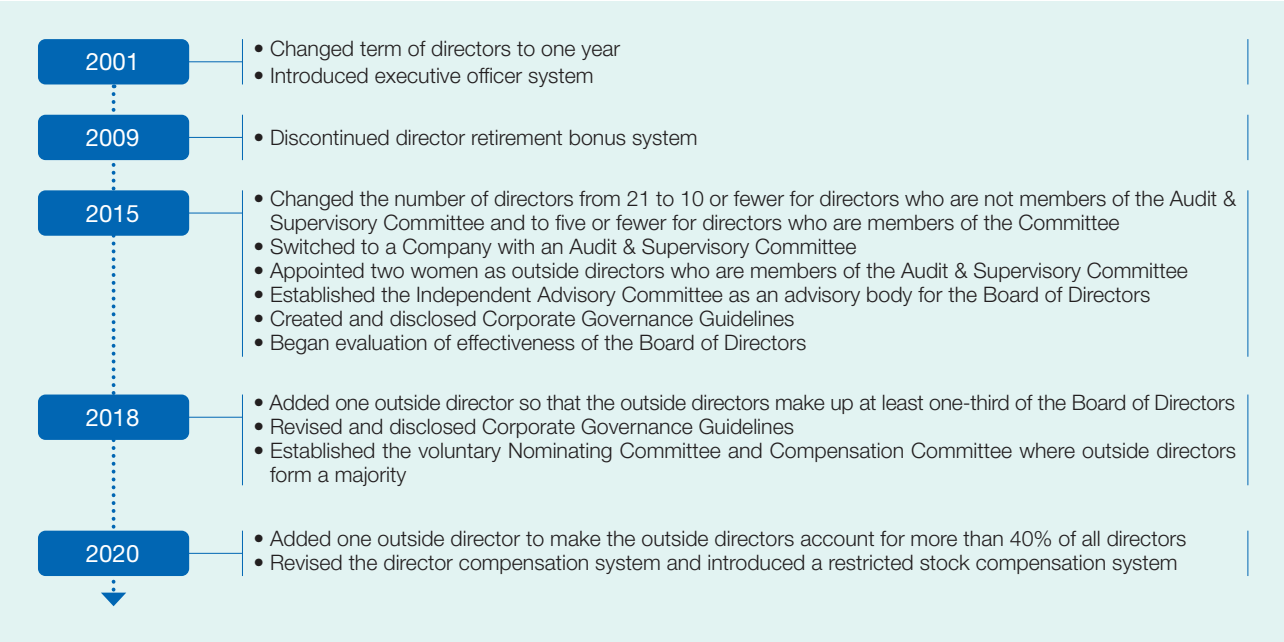 2001
• Changed term of directors to one year
• Introduced executive officer system
2009
• Discontinued director retirement bonus system
2015
• Changed the number of directors from 21 to 10 or fewer for directors who are not members of the Audit &
Supervisory Committee and to five or fewer for directors who are members of the Committee
• Switched to a Company with an Audit & Supervisory Committee
• Appointed two women as outside directors who are members of the Audit & Supervisory Committee
• Established the Independent Advisory Committee as an advisory body for the Board of Directors
• Created and disclosed Corporate Governance Guidelines
• Began evaluation of effectiveness of the Board of Directors
2018
• Added one outside director so that the outside directors make up at least one-third of the Board of Directors
• Revised and disclosed Corporate Governance Guidelines
• Established the voluntary Nominating Committee and Compensation Committee where outside directors
form a majority
2020
• Added one outside director to make the outside directors account for more than 40% of all directors
• Revised the director compensation system and introduced a restricted stock compensation system